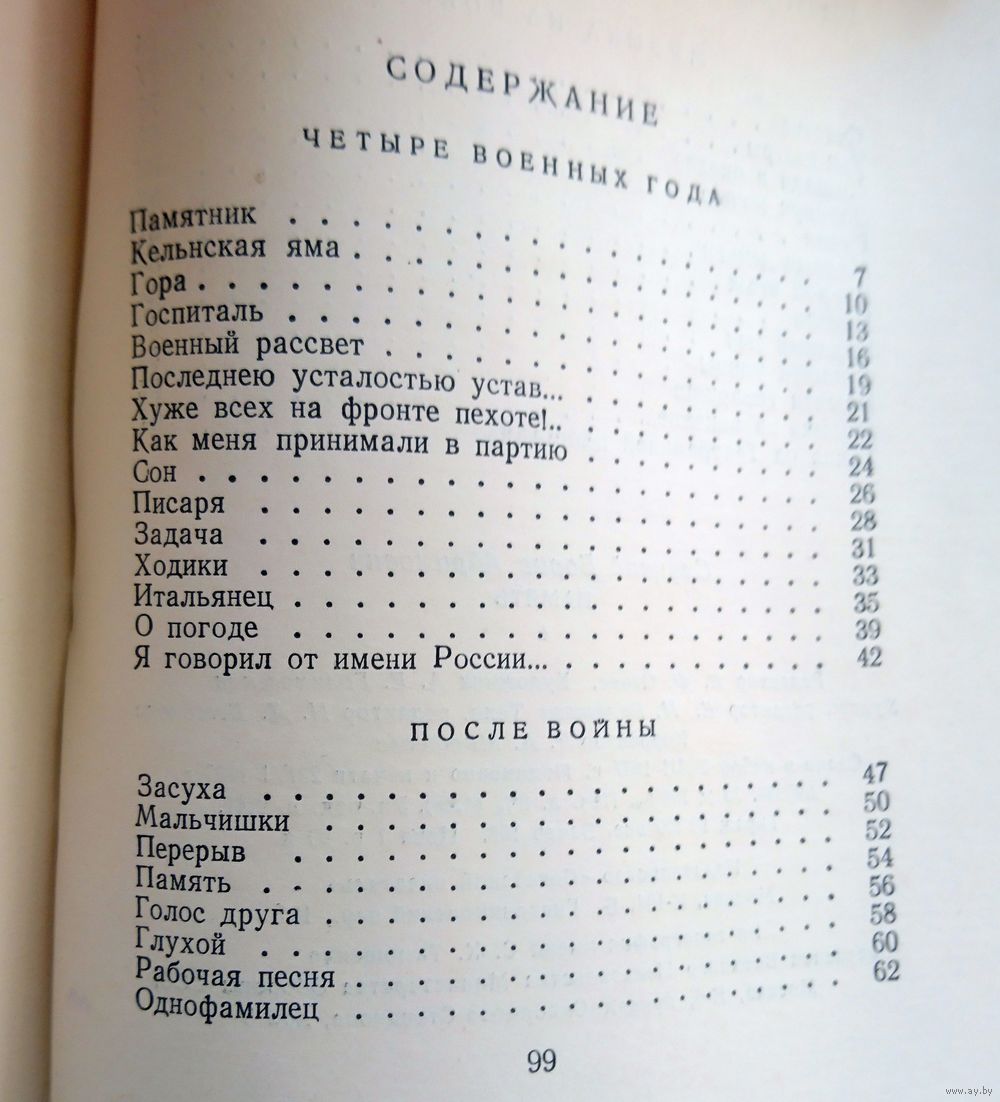 СОДЕРЖАНИЕ
ЧЕТЫРЕ ВОЕННЫХ ГОДА
Памятник . . . . . . . . . . . . . . . . . 7
Кельнская яма . . . . . . . . . . . . . . . 10
Гора . . . . . . . . . . . . . . . . . . . . 13
Госпиталь . . . . . . . . . . . . . . . . . 16
Военный рассвет . . . . . . . . . . . . . . 19
Последнею усталостью устав... . . . . . . . . 21
Хуже всех на фронте пехоте!.. . . . . . . . . 22
Как меня принимали в партию . . . . . . . . 24
Сон . . . . . . . . . . . . . . . . . . . . 26
Писаря . . . . . . . . . . . . . . . . . . 28
Задача . . . . . . . . . . . . . . . . . . 31
Ходики . . . . . . . . . . . . . . . . . . 33
Итальянец . . . . . . . . . . . . . . . . . 35
О погоде . . . . . . . . . . . . . . . . . 39
Я говорил от имени России... . . . . . . . . . 42
ПОСЛЕ ВОЙНЫ
Засуха . . . . . . . . . . . . . . . . . . 47
Мальчишки . . . . . . . . . . . . . . . . . 50
Перерыв . . . . . . . . . . . . . . . . . 52
Память . . . . . . . . . . . . . . . . . . 54
Голос друга . . . . . . . . . . . . . . . . 56
Глухой . . . . . . . . . . . . . . . . . . 58
Рабочая песня . . . . . . . . . . . . . . . 60
Однофамилец . . . . . . . . . . . . . . . . 62
99
www.ay.by